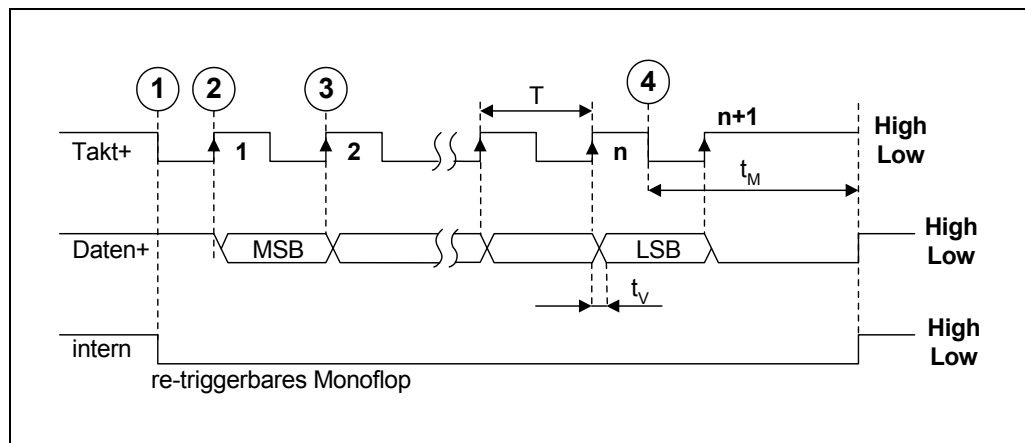 1 2 3 T 4 n+1
Takt+ 1 2 n High
Low
t_M
Daten+ MSB LSB High
Low
t_V
intern High
Low
re-triggerbares Monoflop